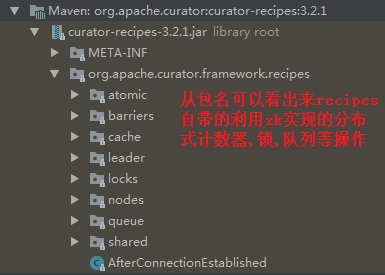 Maven: org.apache.curator:curator-recipes:3.2.1
curator-recipes-3.2.1.jar library root
META-INF
org.apache.curator.framework.recipes
atomic
barriers
cache
leader
locks
nodes
queue
shared
AfterConnectionEstablished
从包名可以看出来recipes
自带的利用zk实现的分布
式计数器,锁,队列等操作